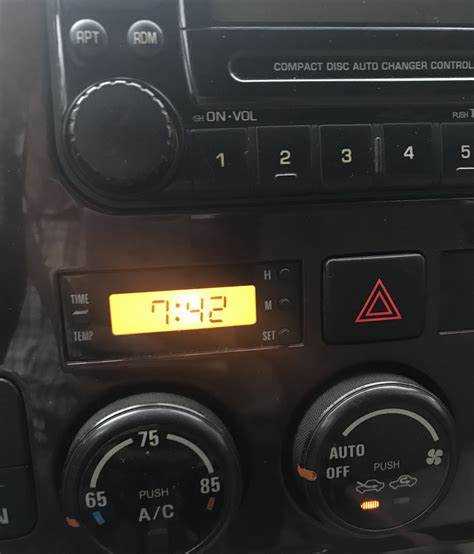 RPT RDM
COMPACT DISC AUTO CHANGER CONTROL
ON·VOL
PUSH
1 2 3 4 5
TIME
TEMP
7:42
H
M
SET
75
65 85
PUSH
A/C
AUTO
OFF
PUSH
N